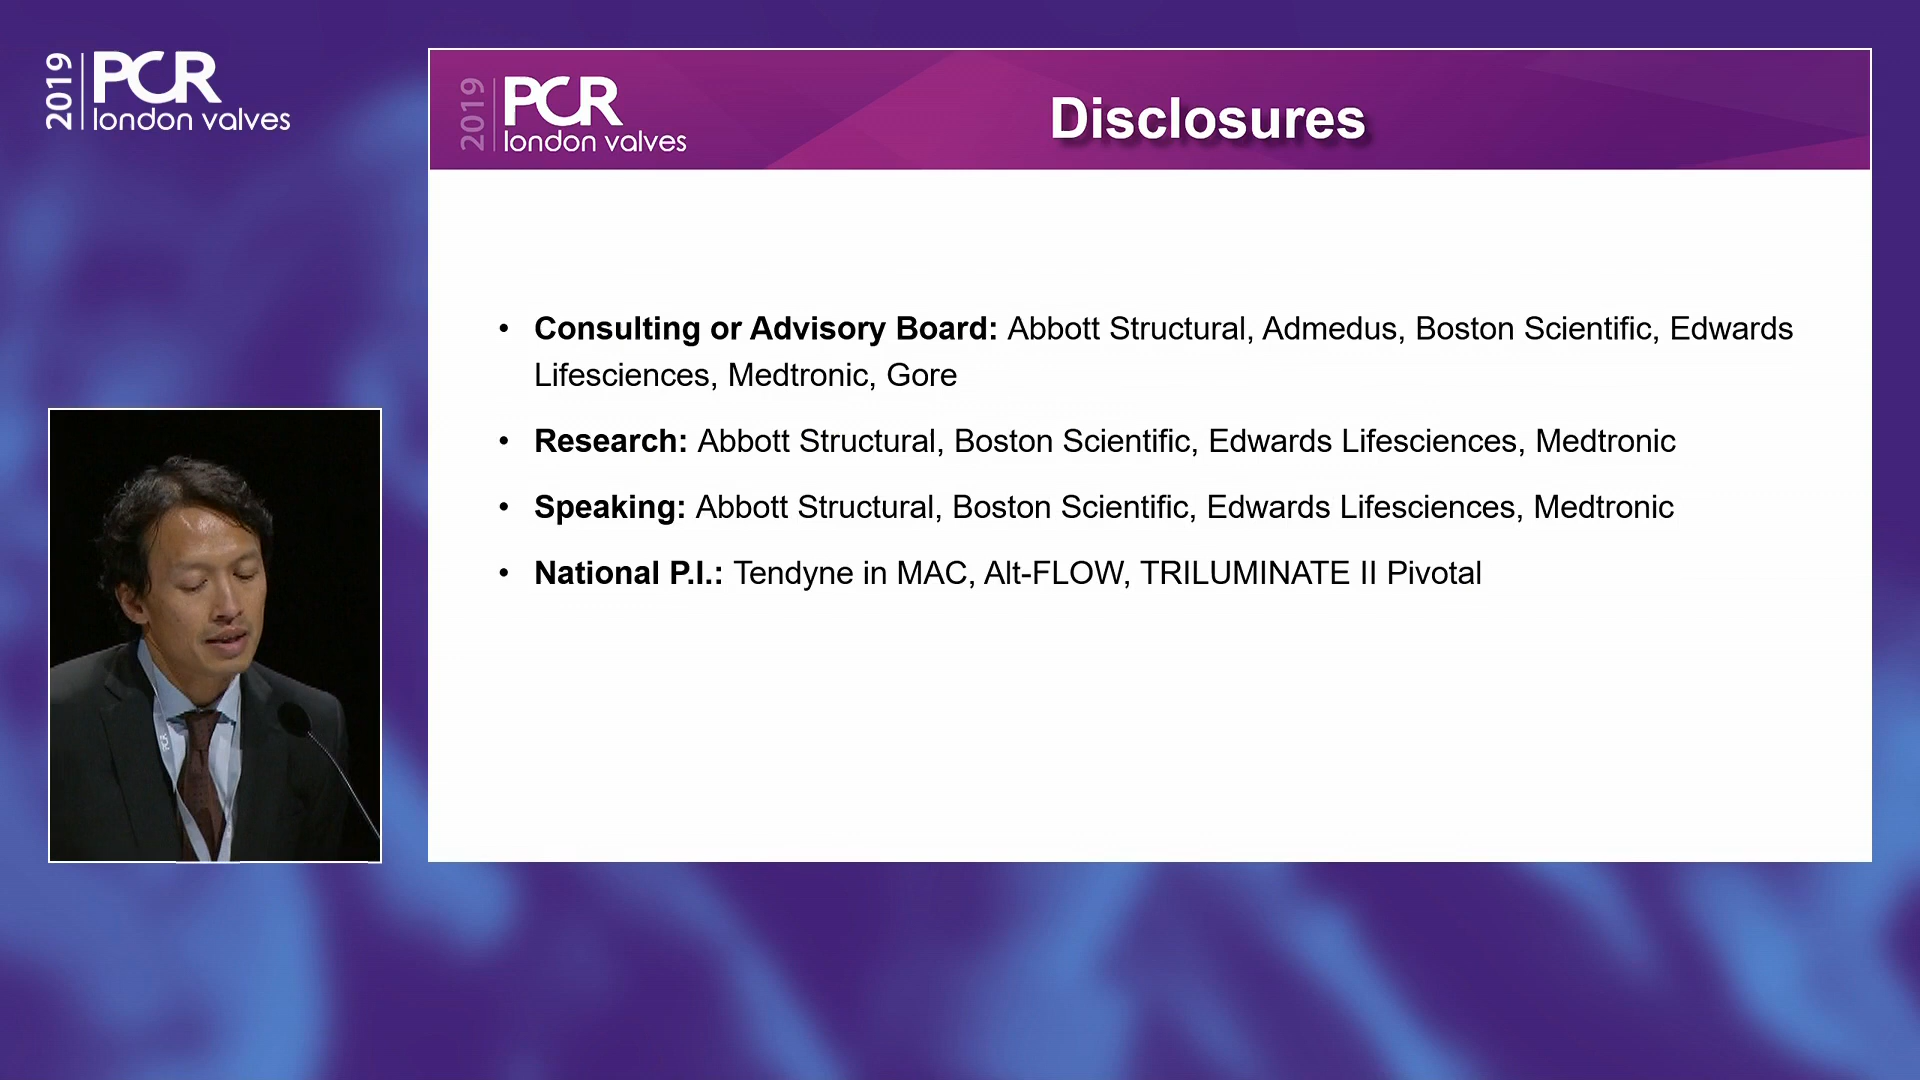 2019
PCR
london valves
2019
PCR
london valves
Disclosures
• Consulting or Advisory Board: Abbott Structural, Admedus, Boston Scientific, Edwards
Lifesciences, Medtronic, Gore
• Research: Abbott Structural, Boston Scientific, Edwards Lifesciences, Medtronic
• Speaking: Abbott Structural, Boston Scientific, Edwards Lifesciences, Medtronic
• National P.I.: Tendyne in MAC, Alt-FLOW, TRILUMINATE II Pivotal
PCR